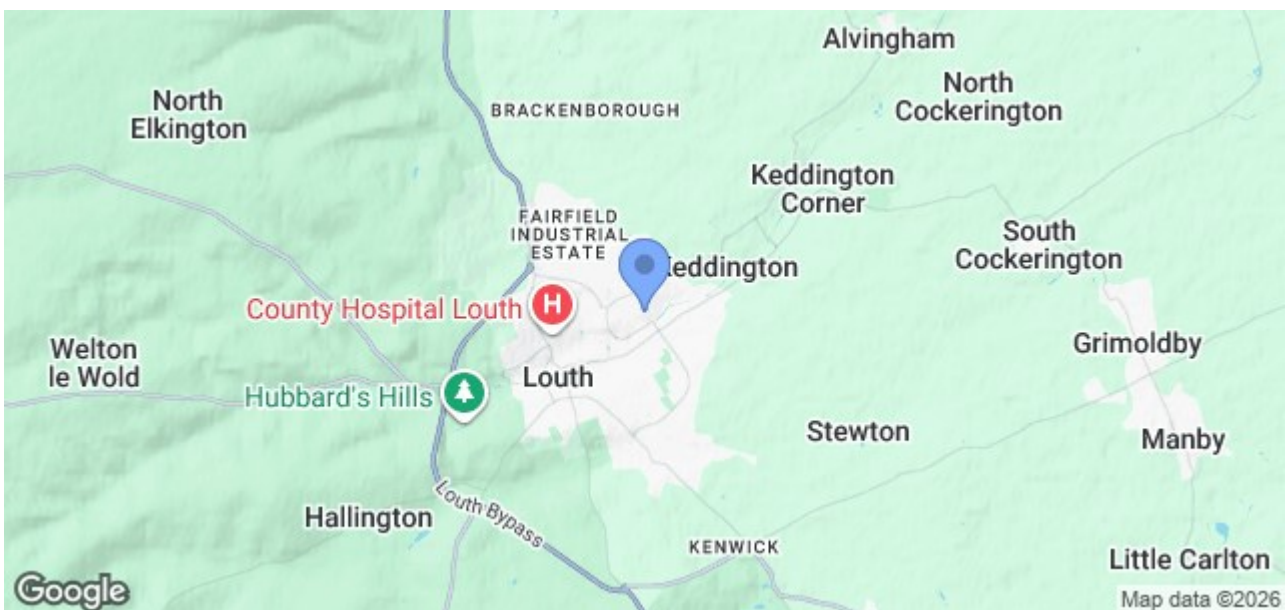 Alvingham
North
Elkington
North
Cockerington
BRACKENBOROUGH
Keddington
Corner
FAIRFIELD
INDUSTRIAL
ESTATE
South
Cockerington
eddington
County Hospital Louth
H
Grimoldby
Welton
le Wold
Louth
Hubbard's Hills
Stewton
Manby
Louth Bypass
Hallington
KENWICK
Little Carlton
Google
Map data ©2026